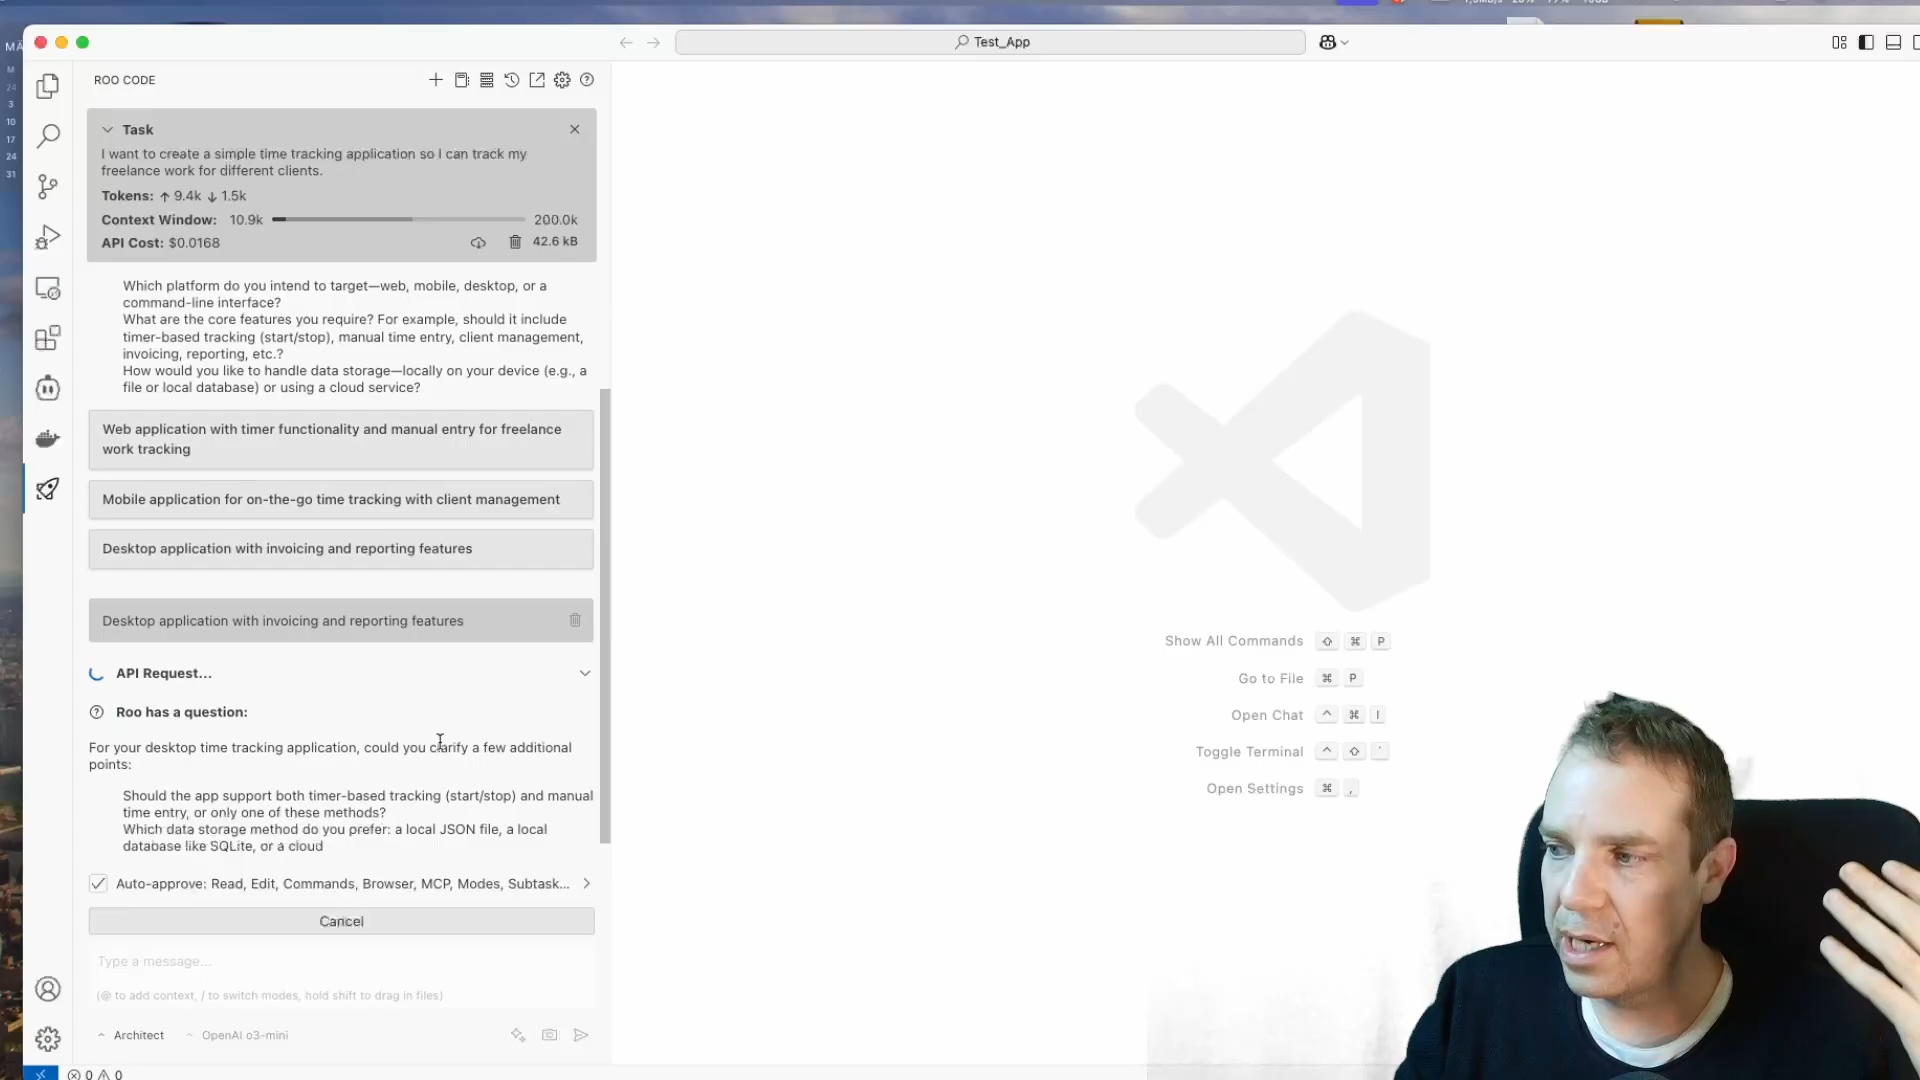 MÄ
Test_App
M
24
3
10
17
24
31
ROO CODE
Task
I want to create a simple time tracking application so I can track my
freelance work for different clients.
Tokens: ↑ 9.4k ↓ 1.5k
Context Window: 10.9k 200.0k
API Cost: $0.0168 42.6 kB
Which platform do you intend to target—web, mobile, desktop, or a
command-line interface?
What are the core features you require? For example, should it include
timer-based tracking (start/stop), manual time entry, client management,
invoicing, reporting, etc.?
How would you like to handle data storage—locally on your device (e.g., a
file or local database) or using a cloud service?
Web application with timer functionality and manual entry for freelance
work tracking
Mobile application for on-the-go time tracking with client management
Desktop application with invoicing and reporting features
Desktop application with invoicing and reporting features
API Request...
Roo has a question:
For your desktop time tracking application, could you clarify a few additional
points:
Should the app support both timer-based tracking (start/stop) and manual
time entry, or only one of these methods?
Which data storage method do you prefer: a local JSON file, a local
database like SQLite, or a cloud
Auto-approve: Read, Edit, Commands, Browser, MCP, Modes, Subtask...
Cancel
Type a message...
(@ to add context, / to switch modes, hold shift to drag in files)
Architect OpenAI o3-mini
0 0
Show All Commands ⇧ ⌘ P
Go to File ⌘ P
Open Chat ^ ⌘ I
Toggle Terminal ^ ⇧ `
Open Settings ⌘ ,